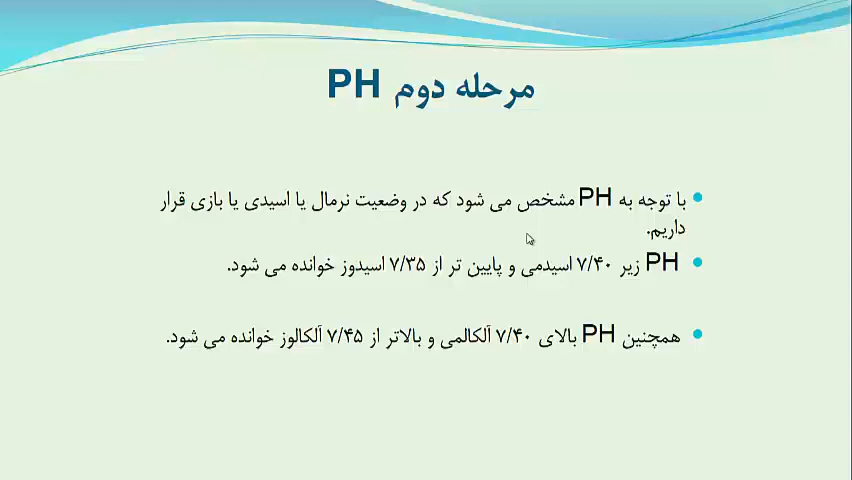 مرحله دوم PH
با توجه به PH مشخص می شود که در وضعیت نرمال یا اسیدی یا بازی قرار
داریم.
PH زیر ۷/۴۰ اسیدمی و پایین تر از ۷/۳۵ اسیدوز خوانده می شود.
همچنین PH بالای ۷/۴۰ آلکالمی و بالاتر از ۷/۴۵ آلکالوز خوانده می شود.